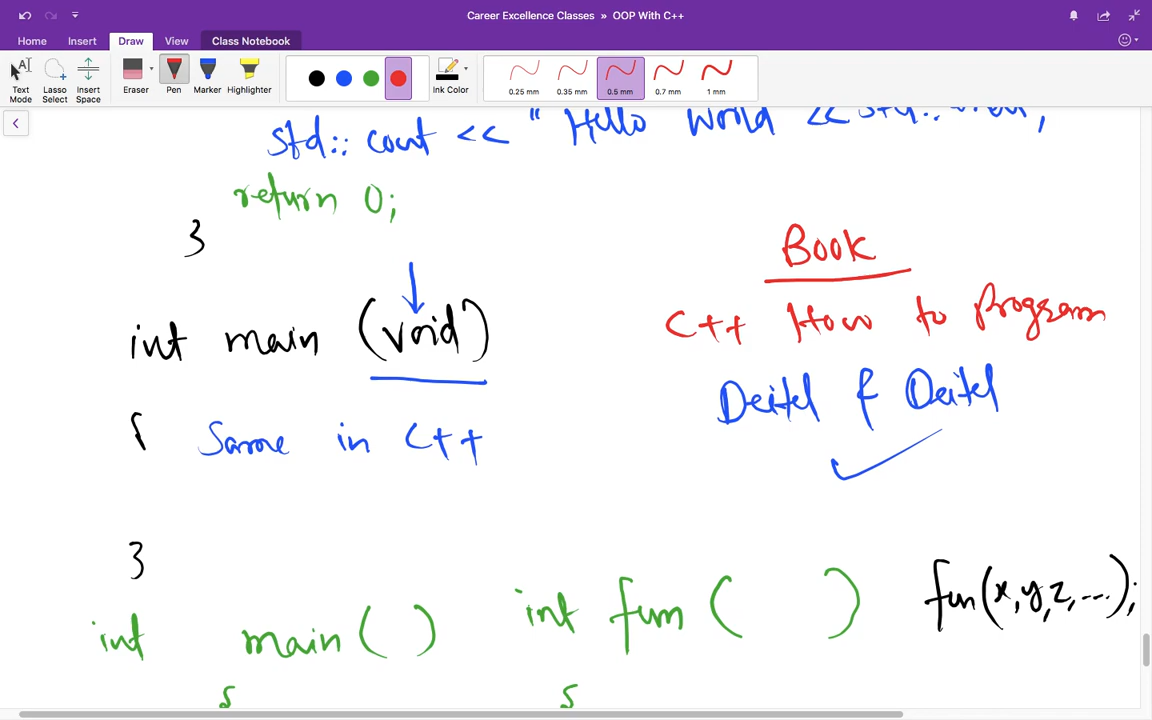 Career Excellence Classes » OOP With C++
Home Insert Draw View Class Notebook
Text Mode Lasso Select Insert Space Eraser Pen Marker Highlighter Ink Color 0.25 mm 0.35 mm 0.5 mm 0.7 mm 1 mm
std:: cout << " Hello World << std::
return 0;
}
Book
int main (void)
C++ How to Program
Deitel & Deitel
{ Same in C++
}
int main ( )
int fum ( )
fun(x,y,z,...);
{ {